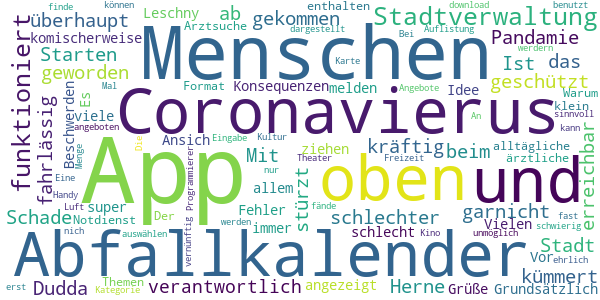 finde
können
enthalten
download
benutzt
überhaupt
Leschny
ab
gekommen
Stadtverwaltung
Arztsuche
dargestellt
Bei
Auflistung
werdern
komischerweise
Menschen
Pandamie
Karte
Starten
Format
Konsequenzen
Angebote
Ist
das
funktioniert
geworden
Mal
melden
Idee
geschützt
Es
Coronavierus
An
Warum
sinnvoll
viele
angeboten
klein
kann
fahrlässig
Beschwerden
Eingabe
Kultur
kräftig
beim
alltägliche
Ansich
ziehen
ärztliche
Die
Mit
Theater
Freizeit
Eine
Menge
App
oben
und
erreichbar
Programmierer
nur
allem
stürzt
Handy
super
Luft
Der
fände
garnicht
Schade
Notdienst
Fehler
schlechter
Vielen
fast
Stadt
werden
immer
schlecht
Kino
unmöglich
schwierig
nich
vernünftig
auswählen
Abfallkalender
Vor
ehrlich
Themen
kümmert
erst
Dudda
Kategorie
verantwortlich
angezeigt
Herne
Grüße
Grundsätzlich